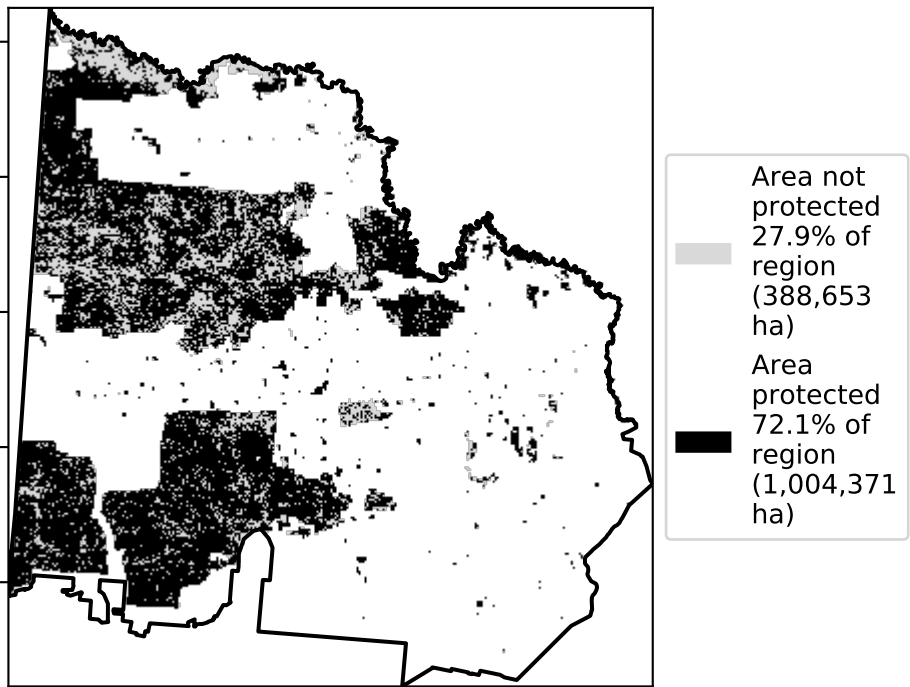 Area not
protected
27.9% of
region
(388,653
ha)
Area
protected
72.1% of
region
(1,004,371
ha)